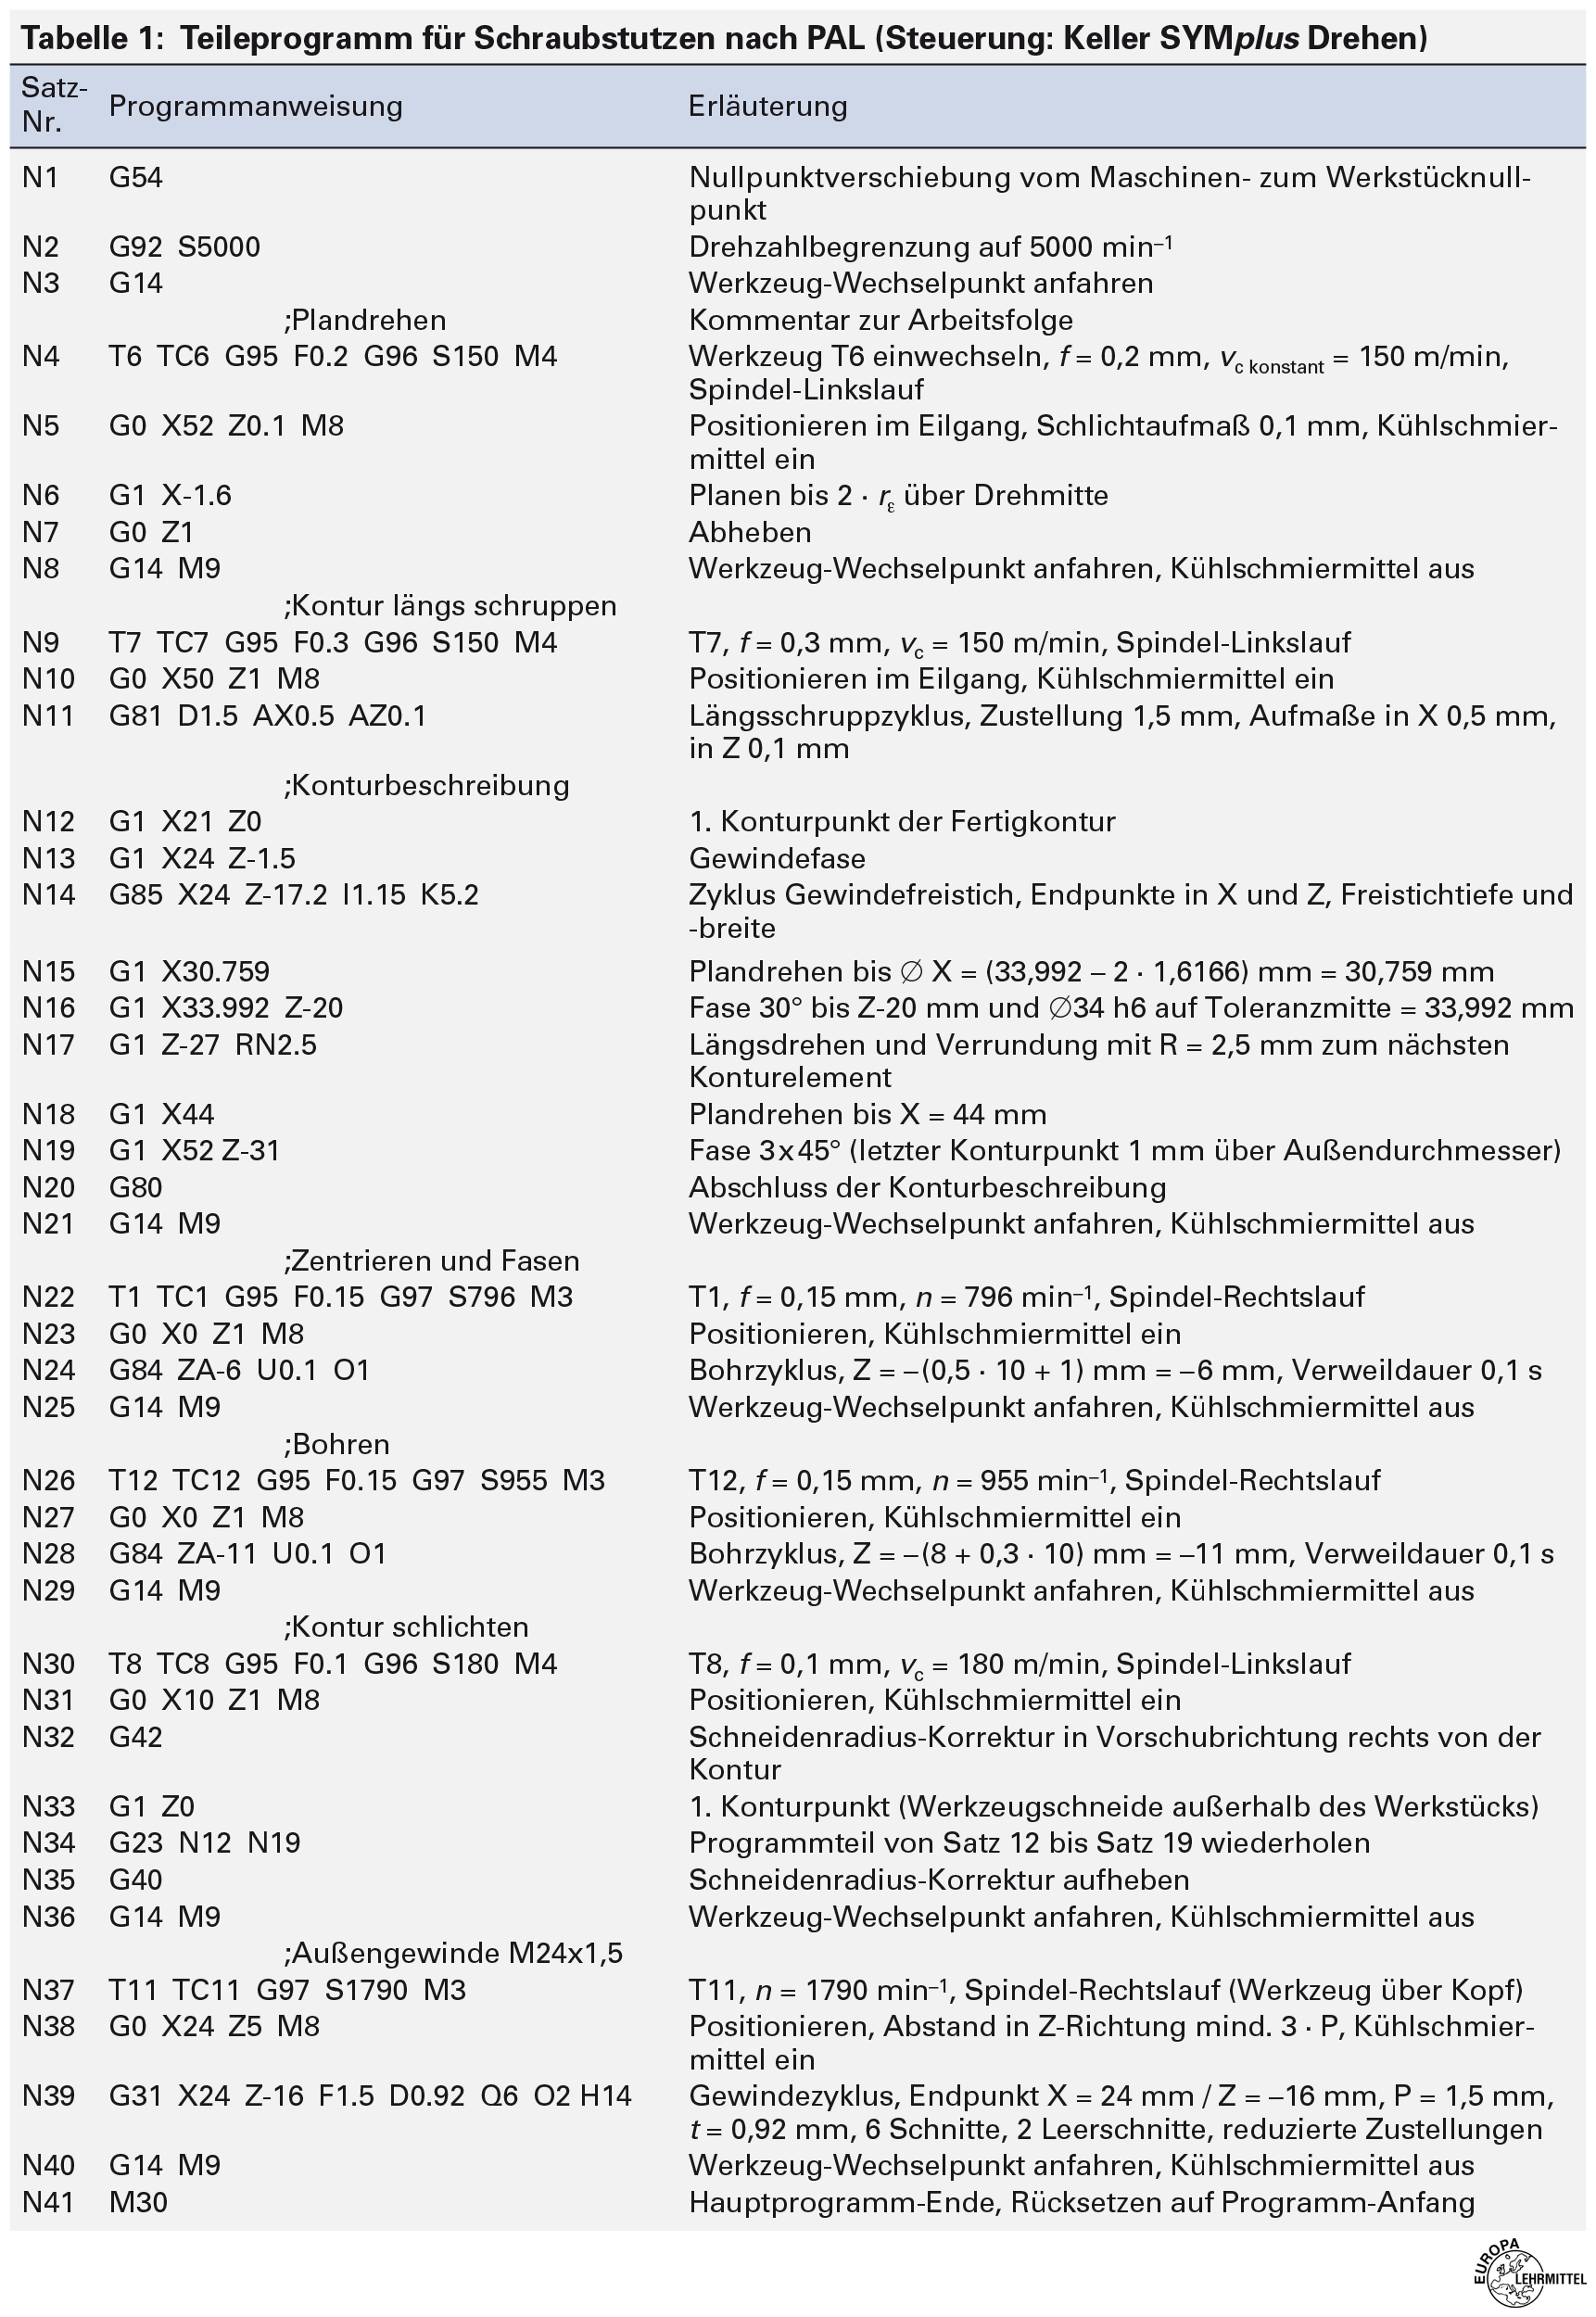 Tabelle 1: Teileprogramm für Schraubstutzen nach PAL (Steuerung: Keller SYMplus Drehen)
Satz-
Nr. Programmanweisung Erläuterung
N1 G54 Nullpunktverschiebung vom Maschinen- zum Werkstücknull-
punkt
N2 G92 S5000 Drehzahlbegrenzung auf 5000 min–1
N3 G14 Werkzeug-Wechselpunkt anfahren
;Plandrehen Kommentar zur Arbeitsfolge
N4 T6 TC6 G95 F0.2 G96 S150 M4 Werkzeug T6 einwechseln, f = 0,2 mm, vc konstant = 150 m/min,
Spindel-Linkslauf
N5 G0 X52 Z0.1 M8 Positionieren im Eilgang, Schlichtaufmaß 0,1 mm, Kühlschmier-
mittel ein
N6 G1 X-1.6 Planen bis 2 · rε über Drehmitte
N7 G0 Z1 Abheben
N8 G14 M9 Werkzeug-Wechselpunkt anfahren, Kühlschmiermittel aus
;Kontur längs schruppen
N9 T7 TC7 G95 F0.3 G96 S150 M4 T7, f = 0,3 mm, vc = 150 m/min, Spindel-Linkslauf
N10 G0 X50 Z1 M8 Positionieren im Eilgang, Kühlschmiermittel ein
N11 G81 D1.5 AX0.5 AZ0.1 Längsschruppzyklus, Zustellung 1,5 mm, Aufmaße in X 0,5 mm,
in Z 0,1 mm
;Konturbeschreibung
N12 G1 X21 Z0 1. Konturpunkt der Fertigkontur
N13 G1 X24 Z-1.5 Gewindefase
N14 G85 X24 Z-17.2 I1.15 K5.2 Zyklus Gewindefreistich, Endpunkte in X und Z, Freistichtiefe und
-breite
N15 G1 X30.759 Plandrehen bis ∅ X = (33,992 – 2 · 1,6166) mm = 30,759 mm
N16 G1 X33.992 Z-20 Fase 30° bis Z-20 mm und ∅34 h6 auf Toleranzmitte = 33,992 mm
N17 G1 Z-27 RN2.5 Längsdrehen und Verrundung mit R = 2,5 mm zum nächsten
Konturelement
N18 G1 X44 Plandrehen bis X = 44 mm
N19 G1 X52 Z-31 Fase 3x45° (letzter Konturpunkt 1 mm über Außendurchmesser)
N20 G80 Abschluss der Konturbeschreibung
N21 G14 M9 Werkzeug-Wechselpunkt anfahren, Kühlschmiermittel aus
;Zentrieren und Fasen
N22 T1 TC1 G95 F0.15 G97 S796 M3 T1, f = 0,15 mm, n = 796 min–1, Spindel-Rechtslauf
N23 G0 X0 Z1 M8 Positionieren, Kühlschmiermittel ein
N24 G84 ZA-6 U0.1 O1 Bohrzyklus, Z = –(0,5 · 10 + 1) mm = –6 mm, Verweildauer 0,1 s
N25 G14 M9 Werkzeug-Wechselpunkt anfahren, Kühlschmiermittel aus
;Bohren
N26 T12 TC12 G95 F0.15 G97 S955 M3 T12, f = 0,15 mm, n = 955 min–1, Spindel-Rechtslauf
N27 G0 X0 Z1 M8 Positionieren, Kühlschmiermittel ein
N28 G84 ZA-11 U0.1 O1 Bohrzyklus, Z = –(8 + 0,3 · 10) mm = –11 mm, Verweildauer 0,1 s
N29 G14 M9 Werkzeug-Wechselpunkt anfahren, Kühlschmiermittel aus
;Kontur schlichten
N30 T8 TC8 G95 F0.1 G96 S180 M4 T8, f = 0,1 mm, vc = 180 m/min, Spindel-Linkslauf
N31 G0 X10 Z1 M8 Positionieren, Kühlschmiermittel ein
N32 G42 Schneidenradius-Korrektur in Vorschubrichtung rechts von der
Kontur
N33 G1 Z0 1. Konturpunkt (Werkzeugschneide außerhalb des Werkstücks)
N34 G23 N12 N19 Programmteil von Satz 12 bis Satz 19 wiederholen
N35 G40 Schneidenradius-Korrektur aufheben
N36 G14 M9 Werkzeug-Wechselpunkt anfahren, Kühlschmiermittel aus
;Außengewinde M24x1,5
N37 T11 TC11 G97 S1790 M3 T11, n = 1790 min–1, Spindel-Rechtslauf (Werkzeug über Kopf)
N38 G0 X24 Z5 M8 Positionieren, Abstand in Z-Richtung mind. 3 · P, Kühlschmier-
mittel ein
N39 G31 X24 Z-16 F1.5 D0.92 Q6 O2 H14 Gewindezyklus, Endpunkt X = 24 mm / Z = –16 mm, P = 1,5 mm,
t = 0,92 mm, 6 Schnitte, 2 Leerschnitte, reduzierte Zustellungen
N40 G14 M9 Werkzeug-Wechselpunkt anfahren, Kühlschmiermittel aus
N41 M30 Hauptprogramm-Ende, Rücksetzen auf Programm-Anfang
EUROPA
LEHRMITTEL